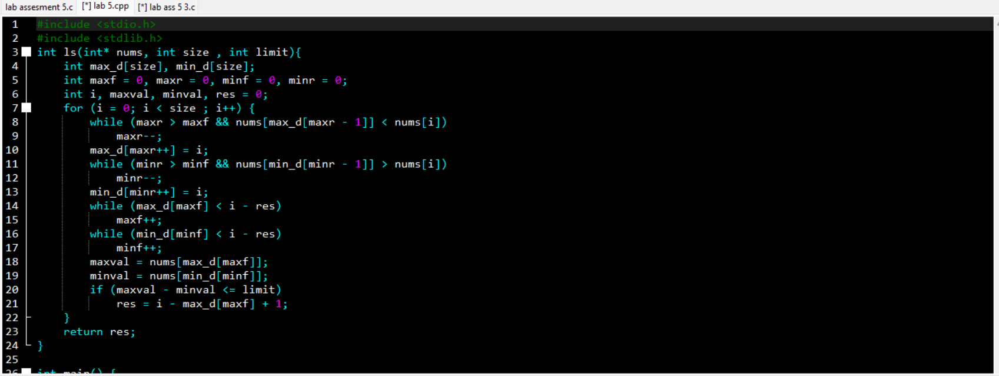 lab assesment 5.c [*] lab 5.cpp [*] lab ass 5 3.c
1 #include <stdio.h>
2 #include <stdlib.h>
3 int ls(int* nums, int size , int limit){
4     int max_d[size], min_d[size];
5     int maxf = 0, maxr = 0, minf = 0, minr = 0;
6     int i, maxval, minval, res = 0;
7     for (i = 0; i < size ; i++) {
8         while (maxr > maxf && nums[max_d[maxr - 1]] < nums[i])
9             maxr--;
10         max_d[maxr++] = i;
11         while (minr > minf && nums[min_d[minr - 1]] > nums[i])
12             minr--;
13         min_d[minr++] = i;
14         while (max_d[maxf] < i - res)
15             maxf++;
16         while (min_d[minf] < i - res)
17             minf++;
18         maxval = nums[max_d[maxf]];
19         minval = nums[min_d[minf]];
20         if (maxval - minval <= limit)
21             res = i - max_d[maxf] + 1;
22     }
23     return res;
24 }
25
26 int main() {